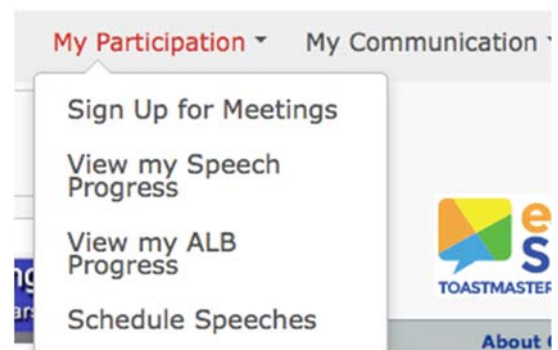 My Participation My Communication
Sign Up for Meetings
View my Speech
Progress
View my ALB
Progress
Schedule Speeches
e
S
About